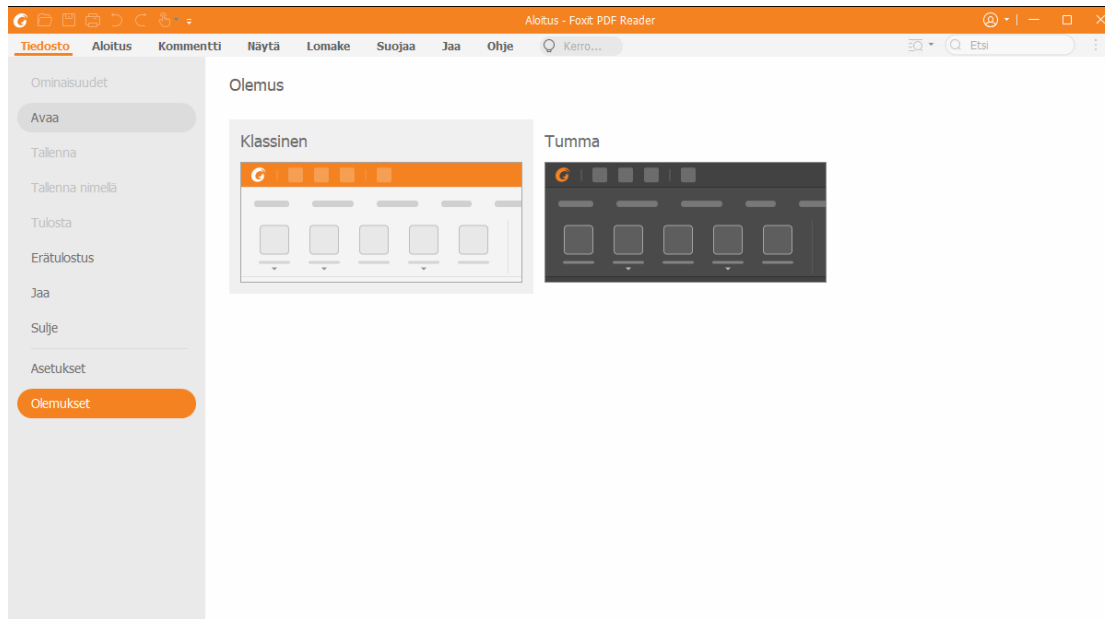 Aloitus - Foxit PDF Reader
Tiedosto Aloitus Kommentti Näytä Lomake Suojaa Jaa Ohje Kerro... Etsi
Ominaisuudet
Avaa
Tallenna
Tallenna nimellä
Tulosta
Erätulostus
Jaa
Sulje
Asetukset
Olemukset
Olemus
Klassinen Tumma